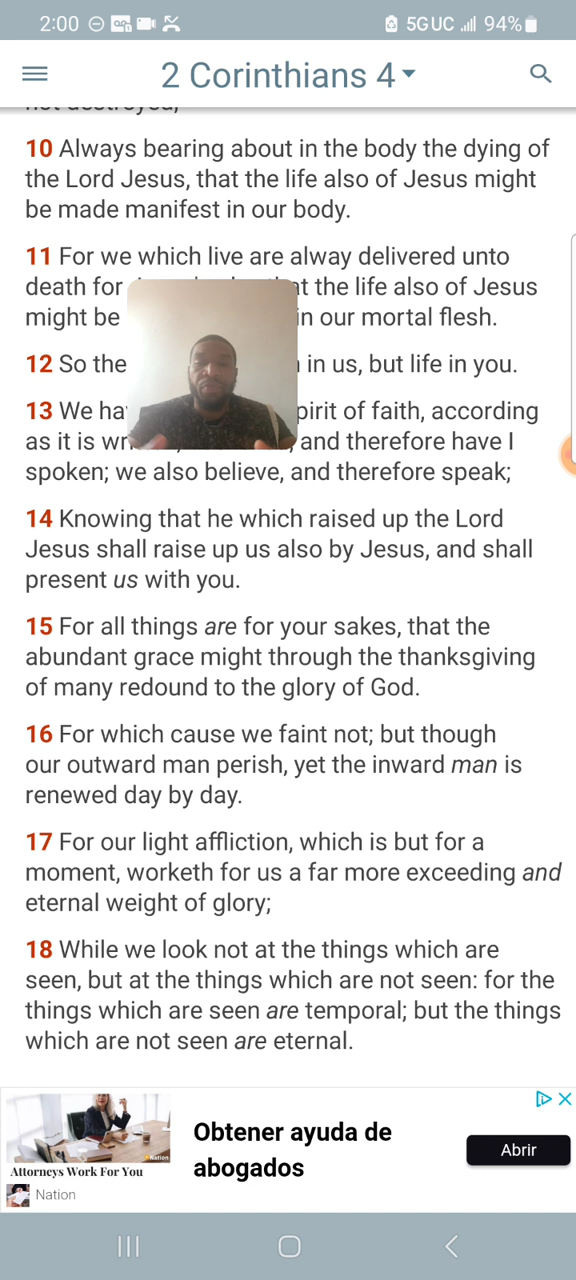 2:00
5G UC
94%
2 Corinthians 4
not destroyed;
10 Always bearing about in the body the dying of
the Lord Jesus, that the life also of Jesus might
be made manifest in our body.
11 For we which live are alway delivered unto
death for that the life also of Jesus
might be in our mortal flesh.
12 So the in us, but life in you.
13 We ha pirit of faith, according
as it is wr , and therefore have I
spoken; we also believe, and therefore speak;
14 Knowing that he which raised up the Lord
Jesus shall raise up us also by Jesus, and shall
present us with you.
15 For all things are for your sakes, that the
abundant grace might through the thanksgiving
of many redound to the glory of God.
16 For which cause we faint not; but though
our outward man perish, yet the inward man is
renewed day by day.
17 For our light affliction, which is but for a
moment, worketh for us a far more exceeding and
eternal weight of glory;
18 While we look not at the things which are
seen, but at the things which are not seen: for the
things which are seen are temporal; but the things
which are not seen are eternal.
Obtener ayuda de
abogados
Abrir
Nation
Attorneys Work For You
Nation